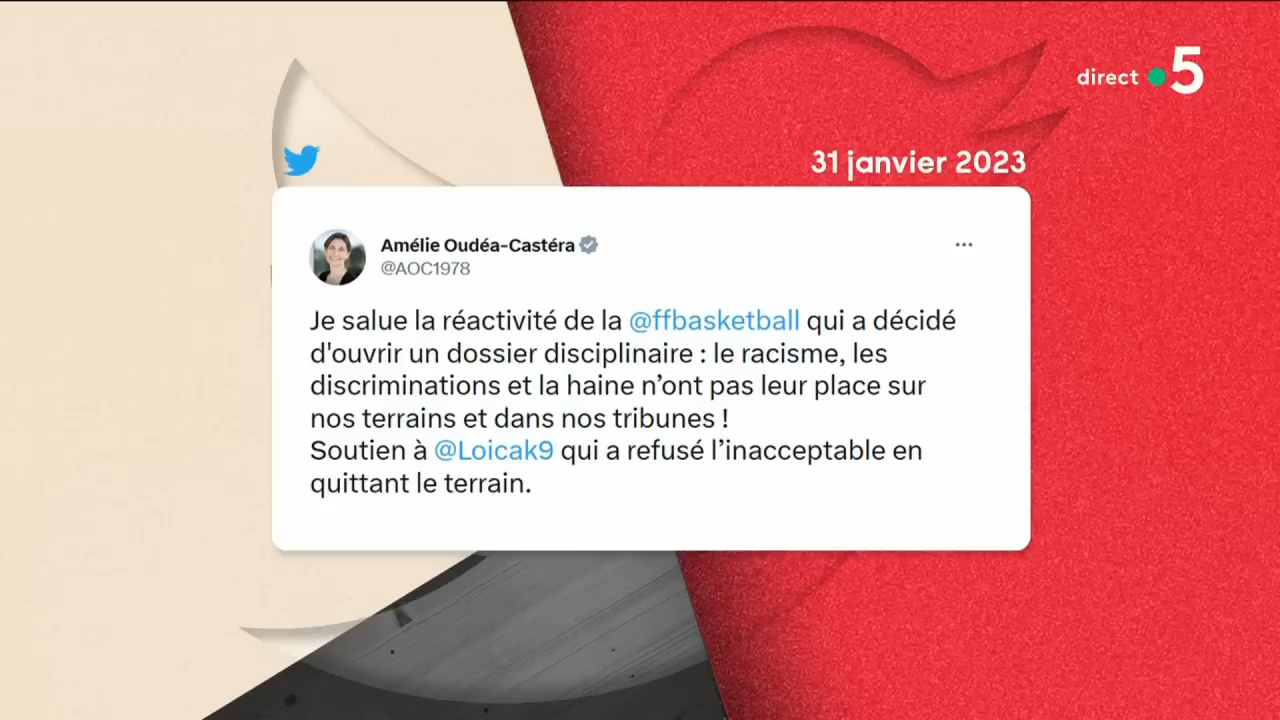 direct 5
31 janvier 2023
Amélie Oudéa-Castéra
@AOC1978
Je salue la réactivité de la @ffbasketball qui a décidé
d'ouvrir un dossier disciplinaire : le racisme, les
discriminations et la haine n’ont pas leur place sur
nos terrains et dans nos tribunes !
Soutien à @Loicak9 qui a refusé l’inacceptable en
quittant le terrain.